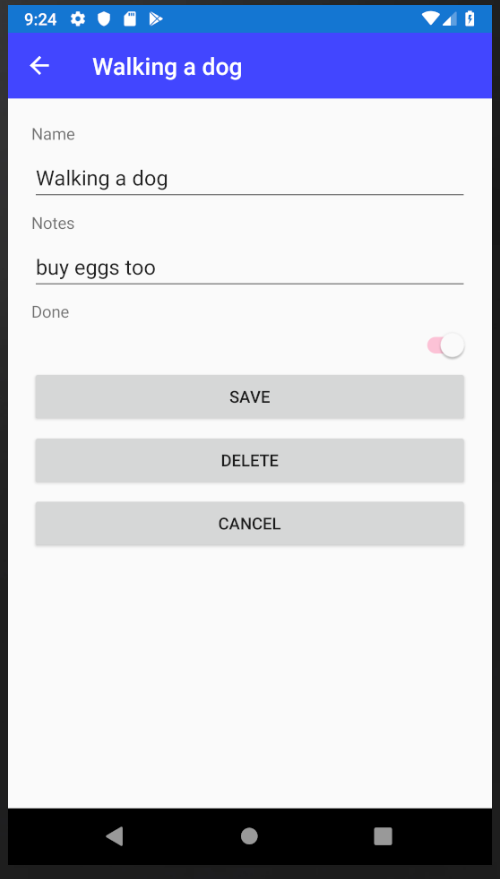 9:24
Walking a dog
Name
Walking a dog
Notes
buy eggs too
Done
SAVE
DELETE
CANCEL